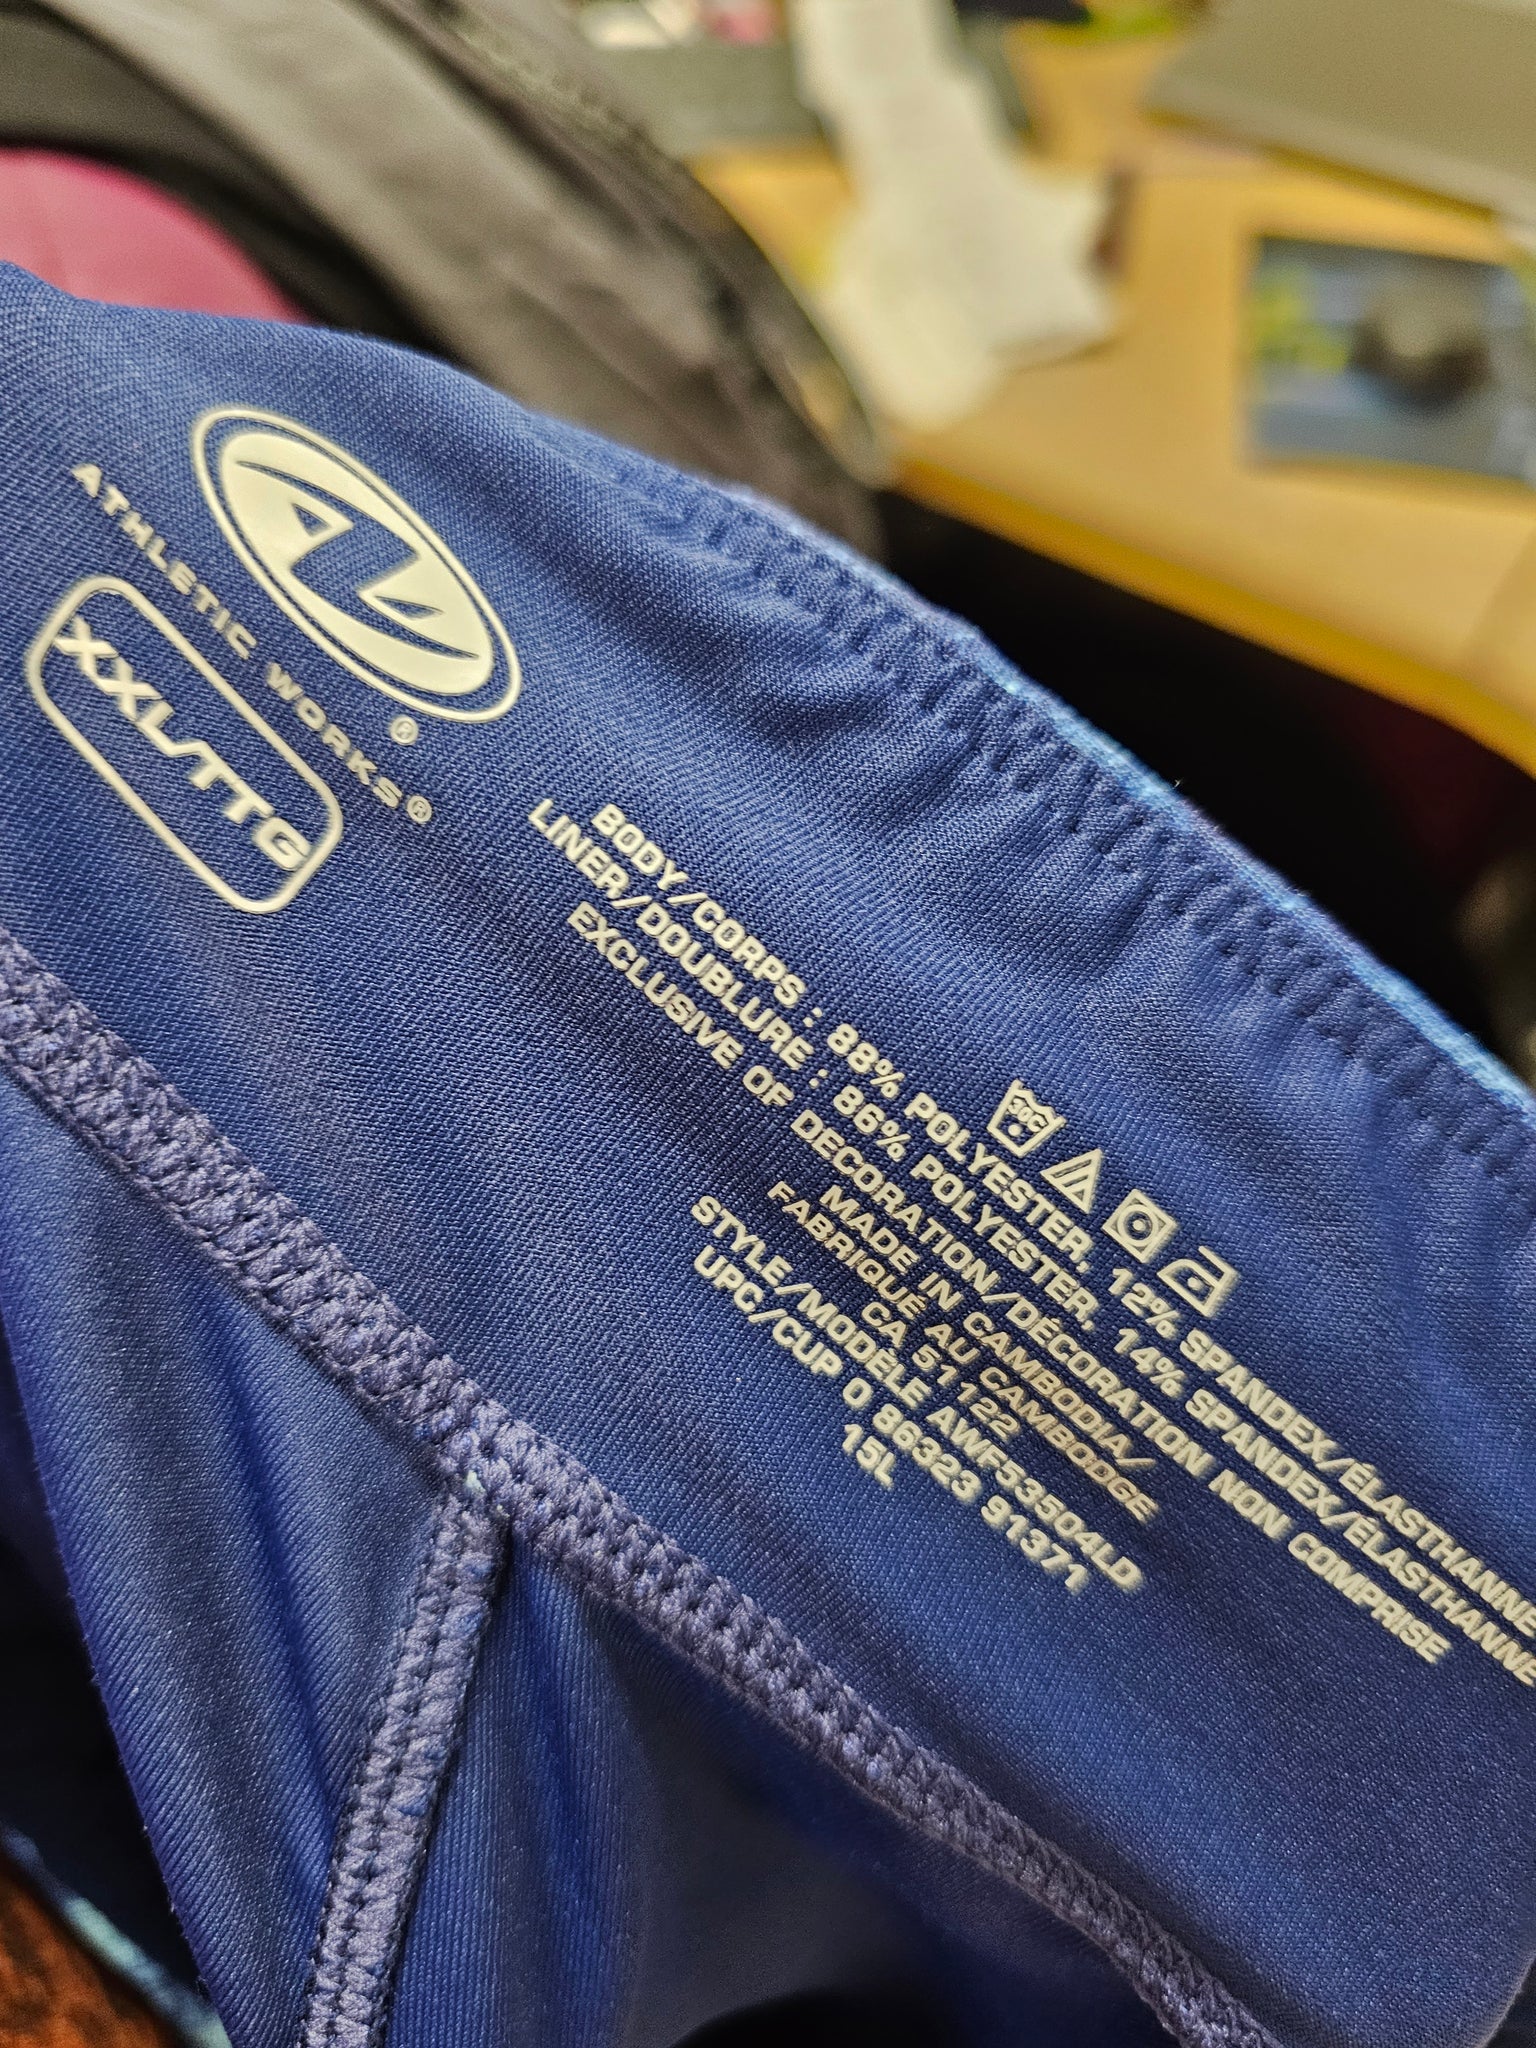 ATHLETIC WORKS®
®
XXL/TTG
30C
BODY/CORPS : 88% POLYESTER, 12% SPANDEX/ÉLASTHANNE
LINER/DOUBLURE : 86% POLYESTER, 14% SPANDEX/ÉLASTHANNE
EXCLUSIVE OF DECORATION/DÉCORATION NON COMPRISE
MADE IN CAMBODIA/
FABRIQUÉ AU CAMBODGE
CA 51122
STYLE/MODÈLE AWF53504LD
UPC/CUP 0 86323 91371
15L